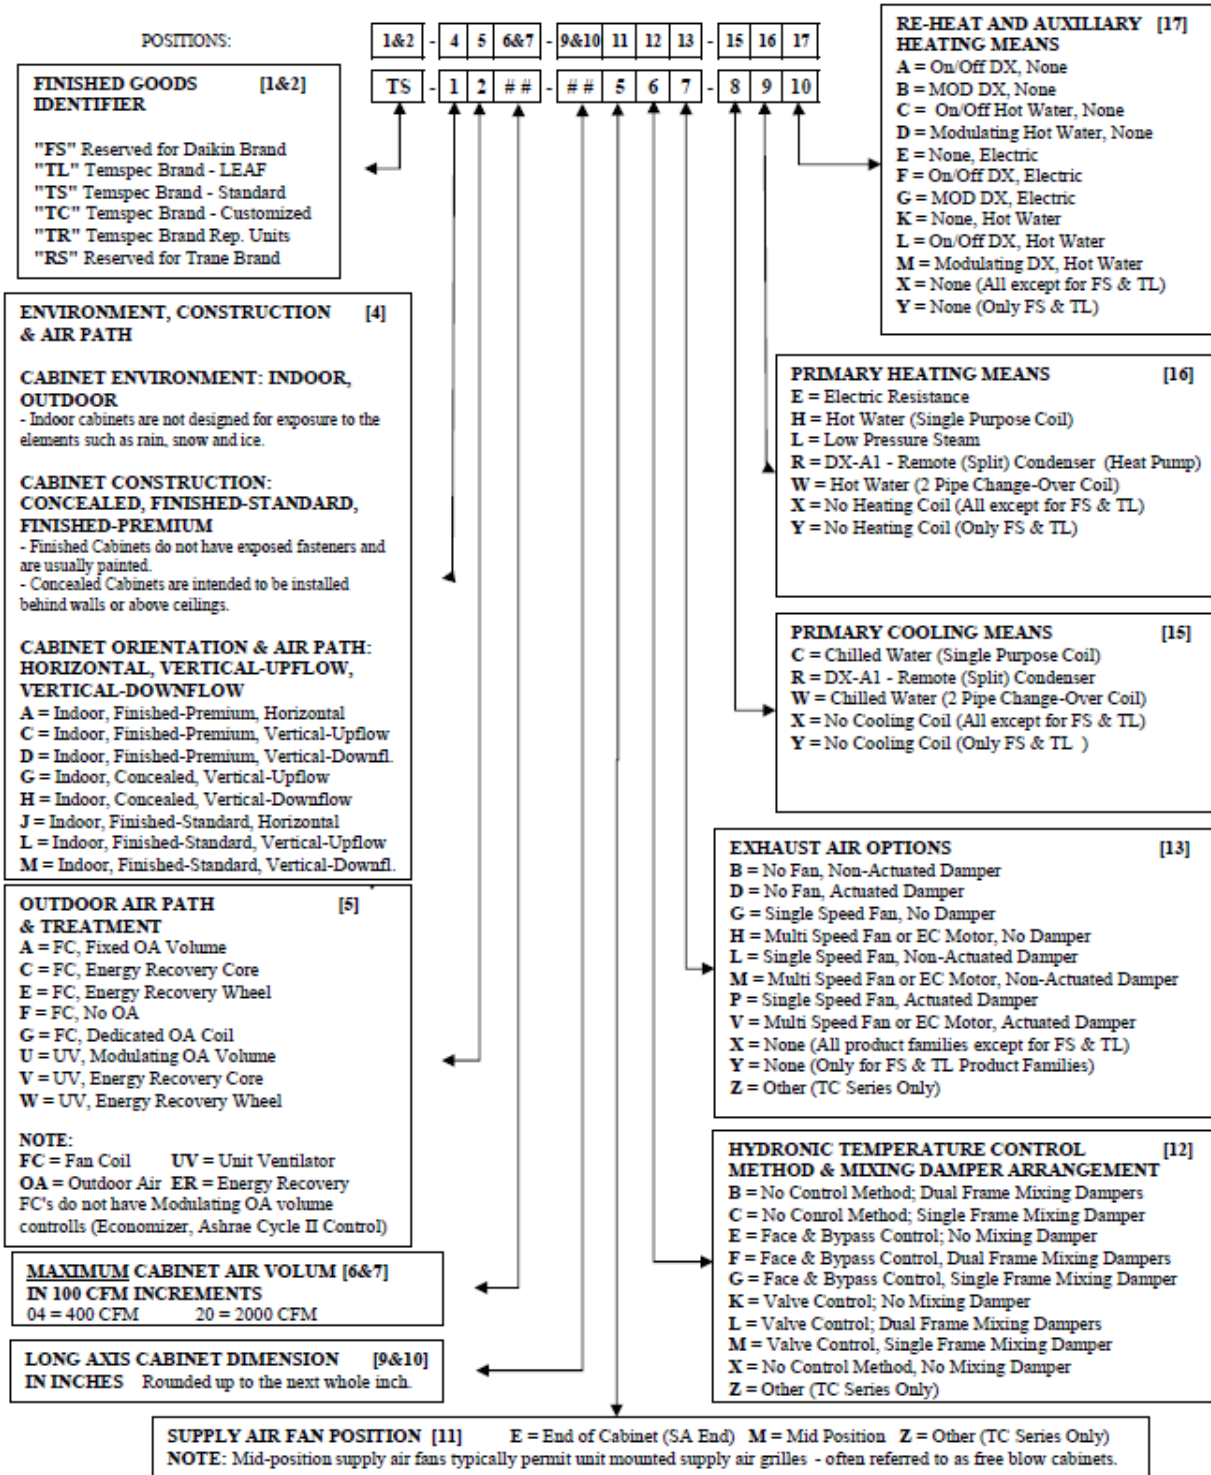 POSITIONS:
1&2 - 4 5 6&7 - 9&10 11 12 13 - 15 16 17
TS - 1 2 ## - ## 5 6 7 - 8 9 10
FINISHED GOODS [1&2]
IDENTIFIER
"FS" Reserved for Daikin Brand
"TL" Temspec Brand - LEAF
"TS" Temspec Brand - Standard
"TC" Temspec Brand - Customized
"TR" Temspec Brand Rep. Units
"RS" Reserved for Trane Brand
ENVIRONMENT, CONSTRUCTION [4]
& AIR PATH
CABINET ENVIRONMENT: INDOOR,
OUTDOOR
- Indoor cabinets are not designed for exposure to the
elements such as rain, snow and ice.
CABINET CONSTRUCTION:
CONCEALED, FINISHED-STANDARD,
FINISHED-PREMIUM
- Finished Cabinets do not have exposed fasteners and
are usually painted.
- Concealed Cabinets are intended to be installed
behind walls or above ceilings.
CABINET ORIENTATION & AIR PATH:
HORIZONTAL, VERTICAL-UPFLOW,
VERTICAL-DOWNFLOW
A = Indoor, Finished-Premium, Horizontal
C = Indoor, Finished-Premium, Vertical-Upflow
D = Indoor, Finished-Premium, Vertical-Downfl.
G = Indoor, Concealed, Vertical-Upflow
H = Indoor, Concealed, Vertical-Downflow
J = Indoor, Finished-Standard, Horizontal
L = Indoor, Finished-Standard, Vertical-Upflow
M = Indoor, Finished-Standard, Vertical-Downfl.
OUTDOOR AIR PATH [5]
& TREATMENT
A = FC, Fixed OA Volume
C = FC, Energy Recovery Core
E = FC, Energy Recovery Wheel
F = FC, No OA
G = FC, Dedicated OA Coil
U = UV, Modulating OA Volume
V = UV, Energy Recovery Core
W = UV, Energy Recovery Wheel
NOTE:
FC = Fan Coil UV = Unit Ventilator
OA = Outdoor Air ER = Energy Recovery
FC's do not have Modulating OA volume
controlls (Economizer, Ashrae Cycle II Control)
MAXIMUM CABINET AIR VOLUM [6&7]
IN 100 CFM INCREMENTS
04 = 400 CFM 20 = 2000 CFM
LONG AXIS CABINET DIMENSION [9&10]
IN INCHES Rounded up to the next whole inch.
RE-HEAT AND AUXILIARY [17]
HEATING MEANS
A = On/Off DX, None
B = MOD DX, None
C = On/Off Hot Water, None
D = Modulating Hot Water, None
E = None, Electric
F = On/Off DX, Electric
G = MOD DX, Electric
K = None, Hot Water
L = On/Off DX, Hot Water
M = Modulating DX, Hot Water
X = None (All except for FS & TL)
Y = None (Only FS & TL)
PRIMARY HEATING MEANS [16]
E = Electric Resistance
H = Hot Water (Single Purpose Coil)
L = Low Pressure Steam
R = DX-A1 - Remote (Split) Condenser (Heat Pump)
W = Hot Water (2 Pipe Change-Over Coil)
X = No Heating Coil (All except for FS & TL)
Y = No Heating Coil (Only FS & TL)
PRIMARY COOLING MEANS [15]
C = Chilled Water (Single Purpose Coil)
R = DX-A1 - Remote (Split) Condenser
W = Chilled Water (2 Pipe Change-Over Coil)
X = No Cooling Coil (All except for FS & TL)
Y = No Cooling Coil (Only FS & TL )
EXHAUST AIR OPTIONS [13]
B = No Fan, Non-Actuated Damper
D = No Fan, Actuated Damper
G = Single Speed Fan, No Damper
H = Multi Speed Fan or EC Motor, No Damper
L = Single Speed Fan, Non-Actuated Damper
M = Multi Speed Fan or EC Motor, Non-Actuated Damper
P = Single Speed Fan, Actuated Damper
V = Multi Speed Fan or EC Motor, Actuated Damper
X = None (All product families except for FS & TL)
Y = None (Only for FS & TL Product Families)
Z = Other (TC Series Only)
HYDRONIC TEMPERATURE CONTROL [12]
METHOD & MIXING DAMPER ARRANGEMENT
B = No Control Method; Dual Frame Mixing Dampers
C = No Conrol Method; Single Frame Mixing Damper
E = Face & Bypass Control; No Mixing Damper
F = Face & Bypass Control, Dual Frame Mixing Dampers
G = Face & Bypass Control, Single Frame Mixing Damper
K = Valve Control; No Mixing Damper
L = Valve Control; Dual Frame Mixing Dampers
M = Valve Control, Single Frame Mixing Damper
X = No Control Method, No Mixing Damper
Z = Other (TC Series Only)
SUPPLY AIR FAN POSITION [11] E = End of Cabinet (SA End) M = Mid Position Z = Other (TC Series Only)
NOTE: Mid-position supply air fans typically permit unit mounted supply air grilles - often referred to as free blow cabinets.